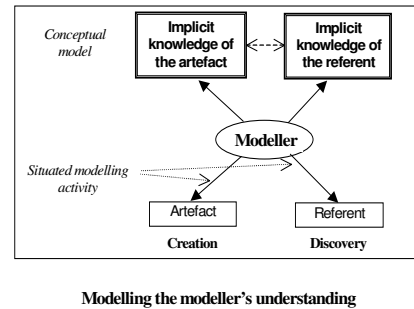 Conceptual
model
Implicit
knowledge of
the artefact
Implicit
knowledge of
the referent
Modeller
Situated modelling
activity
Artefact
Referent
Creation
Discovery
Modelling the modeller's understanding